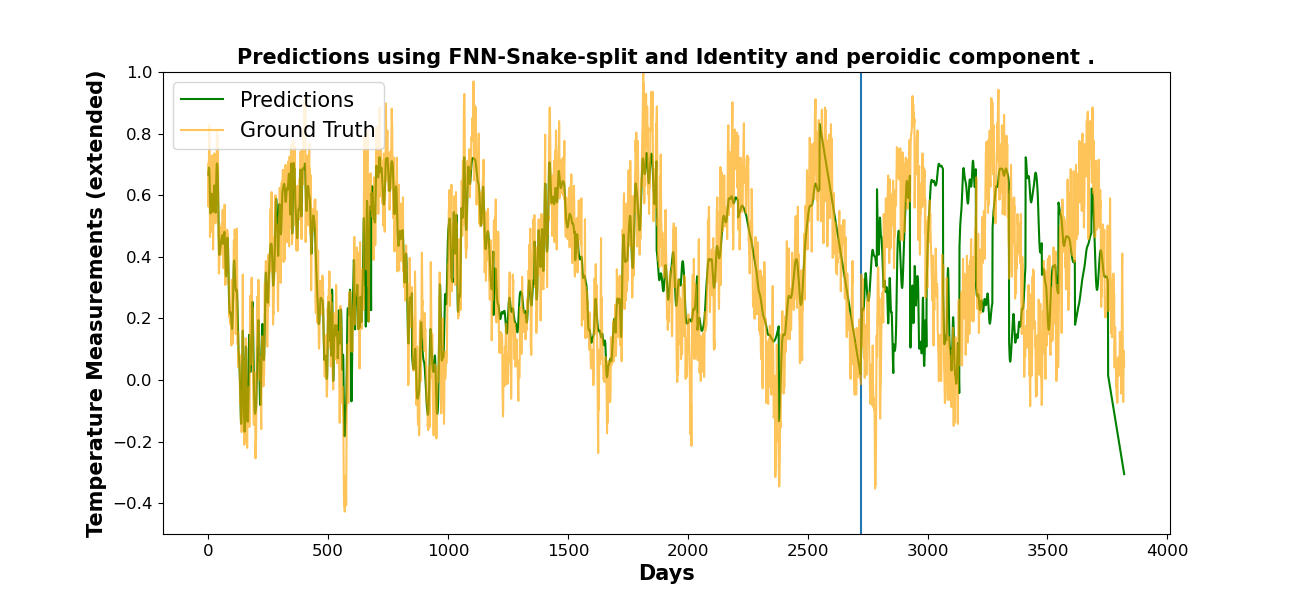 Predictions using FNN-Snake-split and Identity and peroidic component .
Temperature Measurements (extended)
1.0
0.8
0.6
0.4
0.2
0.0
−0.2
−0.4
Predictions
Ground Truth
0 500 1000 1500 2000 2500 3000 3500 4000
Days